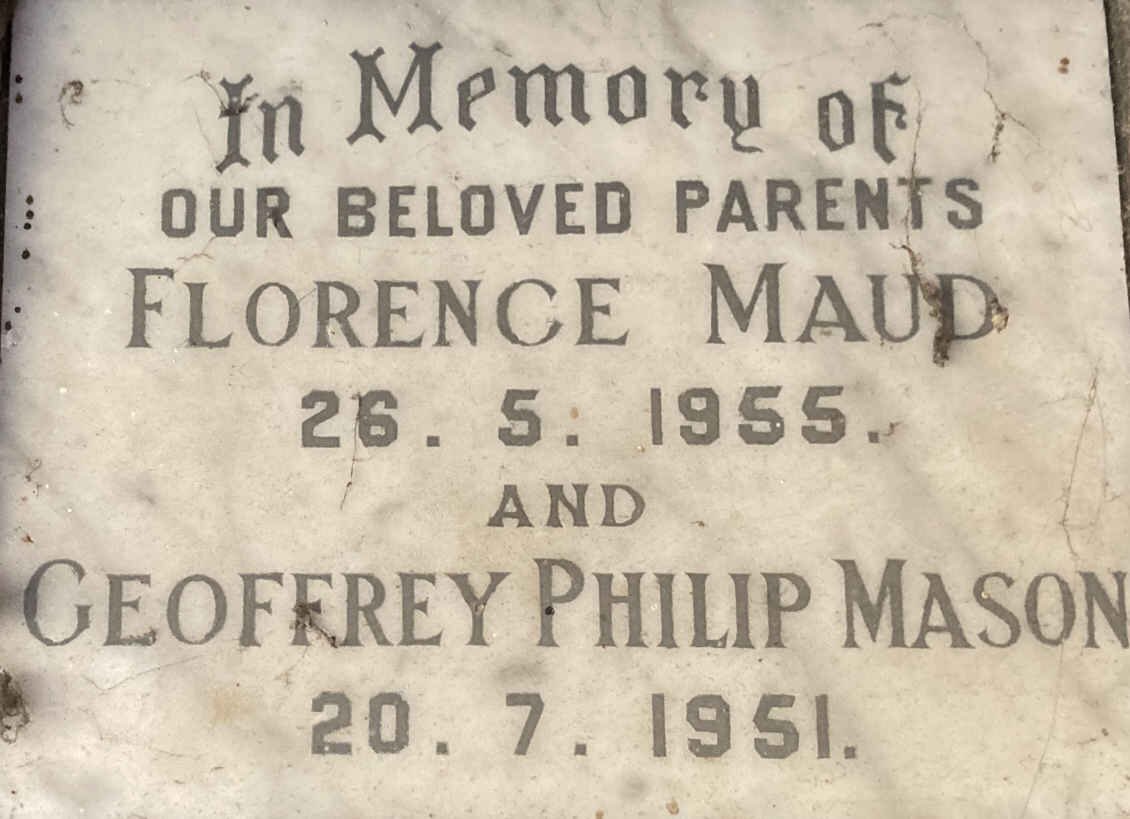 In Memory of
OUR BELOVED PARENTS
FLORENCE MAUD
26. 5. 1955.
AND
GEOFFREY PHILIP MASON
20. 7. 1951.